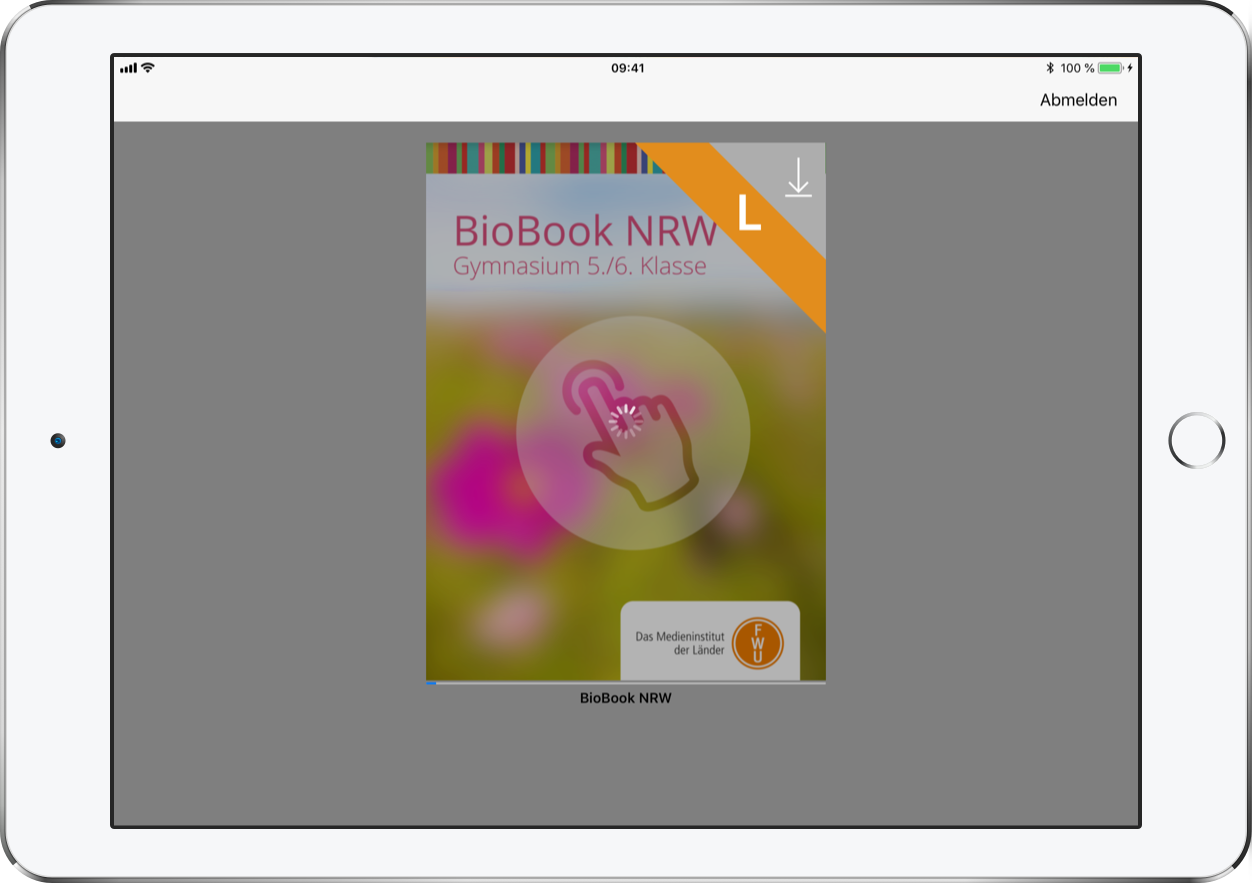 09:41
100 %
Abmelden
L
BioBook NRW
Gymnasium 5./6. Klasse
Das Medieninstitut
der Länder
F
W
U
BioBook NRW